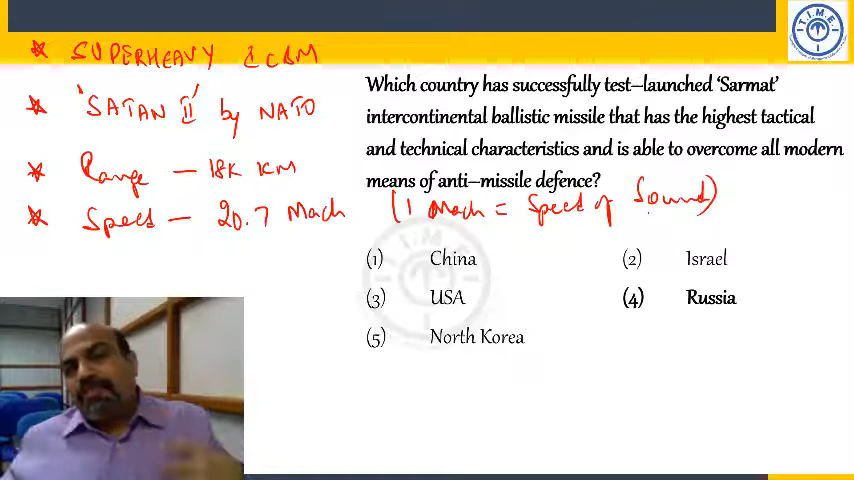 * SUPERHEAVY ICBM
* 'SATAN II' by NATO
* Range — 18K KM
* Speed — 20.7 Mach (1 Mach = Speed of Sound)
T.I.M.E.
Which country has successfully test–launched ‘Sarmat’
intercontinental ballistic missile that has the highest tactical
and technical characteristics and is able to overcome all modern
means of anti–missile defence?
(1) China (2) Israel
(3) USA (4) Russia
(5) North Korea